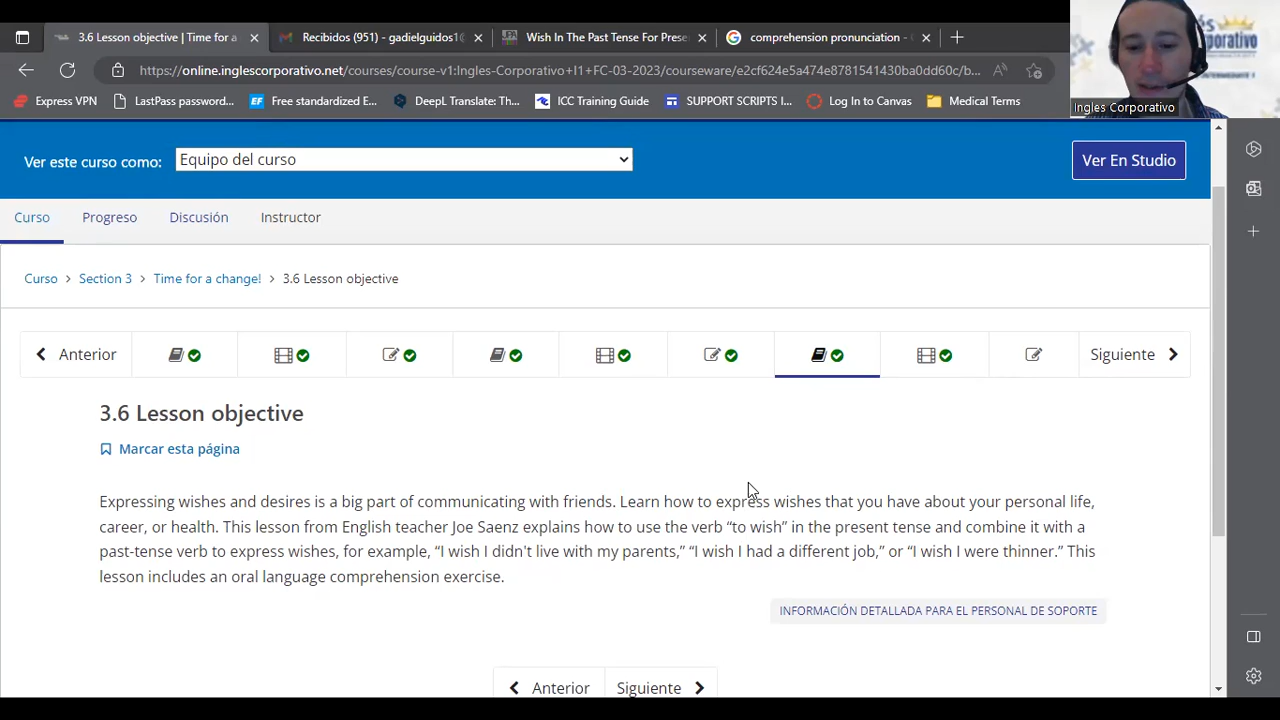 3.6 Lesson objective | Time for a
Recibidos (951) - gadielguidos1@
Wish In The Past Tense For Prese
comprehension pronunciation -
https://online.inglescorporativo.net/courses/course-v1:Ingles-Corporativo+I1+FC-03-2023/courseware/e2cf624e5a474e8781541430ba0dd60c/b...
Express VPN
LastPass password...
Free standardized E...
DeepL Translate: Th...
ICC Training Guide
SUPPORT SCRIPTS I...
Log In to Canvas
Medical Terms
Ingles Corporativo
Ver este curso como:
Equipo del curso
Ver En Studio
Curso
Progreso
Discusión
Instructor
Curso > Section 3 > Time for a change! > 3.6 Lesson objective
Anterior
Siguiente
3.6 Lesson objective
Marcar esta página
Expressing wishes and desires is a big part of communicating with friends. Learn how to express wishes that you have about your personal life,
career, or health. This lesson from English teacher Joe Saenz explains how to use the verb “to wish” in the present tense and combine it with a
past-tense verb to express wishes, for example, “I wish I didn't live with my parents,” “I wish I had a different job,” or “I wish I were thinner.” This
lesson includes an oral language comprehension exercise.
INFORMACIÓN DETALLADA PARA EL PERSONAL DE SOPORTE
Anterior
Siguiente